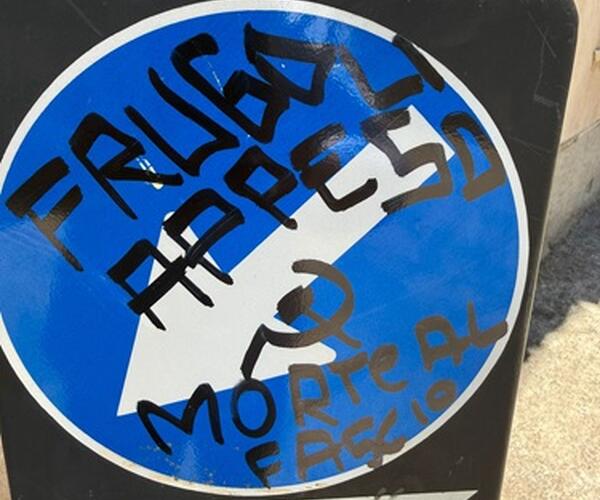 FRUGOLI
APPESO
MORTe AL
FASCIO